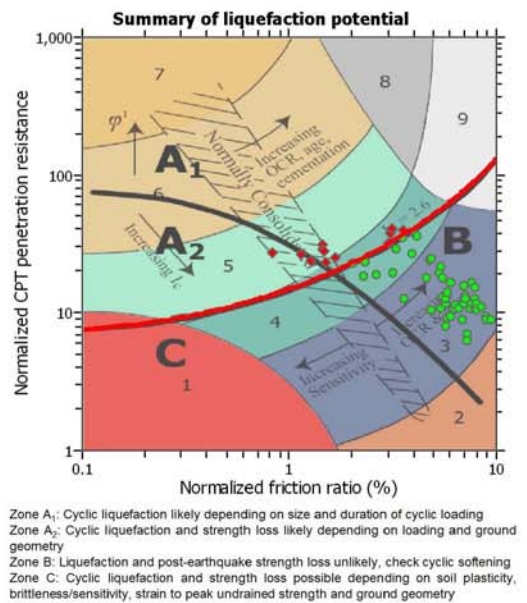 Summary of liquefaction potential
Normalized CPT penetration resistance
1,000
100
10
1
7
8
9
φ'
A1
Increasing
OCR, age,
cementation
Normally Consolidated
6
A2
Increasing Ic
5
2.6
B
4
3
C
1
Increasing
Sensitivity
2
0.1
1
10
Normalized friction ratio (%)
Zone A1: Cyclic liquefaction likely depending on size and duration of cyclic loading
Zone A2: Cyclic liquefaction and strength loss likely depending on loading and ground
geometry
Zone B: Liquefaction and post-earthquake strength loss unlikely, check cyclic softening
Zone C: Cyclic liquefaction and strength loss possible depending on soil plasticity,
brittleness/sensitivity, strain to peak undrained strength and ground geometry